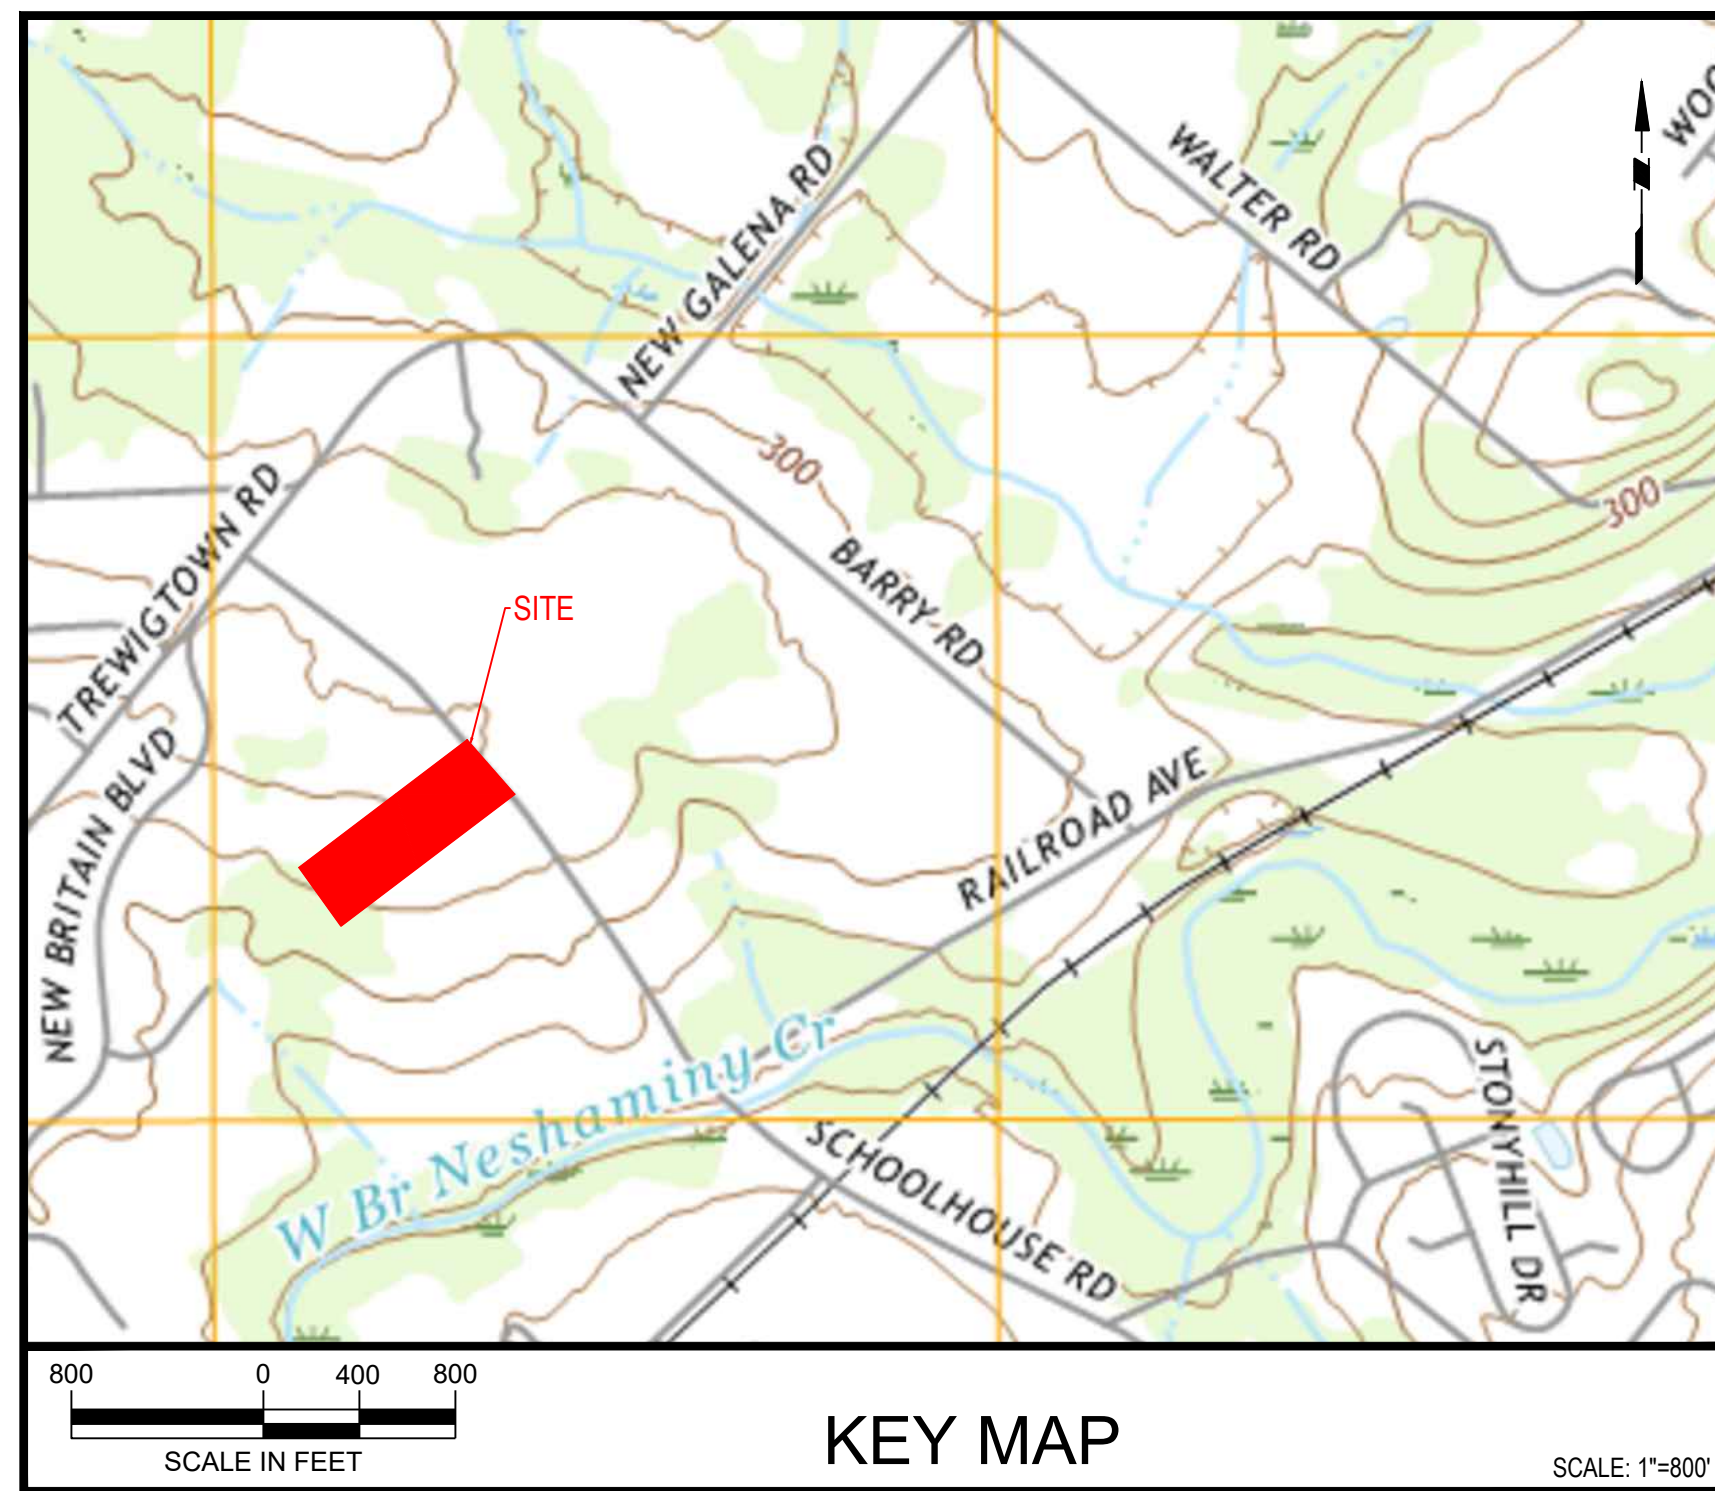 WALTER RD
NEW GALENA RD
300
300
TREWIGTOWN RD
BARRY RD
SITE
NEW BRITAIN BLVD
RAILROAD AVE
W Br Neshaminy Cr
STONYHILL DR
SCHOOLHOUSE RD
N
800 0 400 800
SCALE IN FEET
KEY MAP
SCALE: 1"=800'